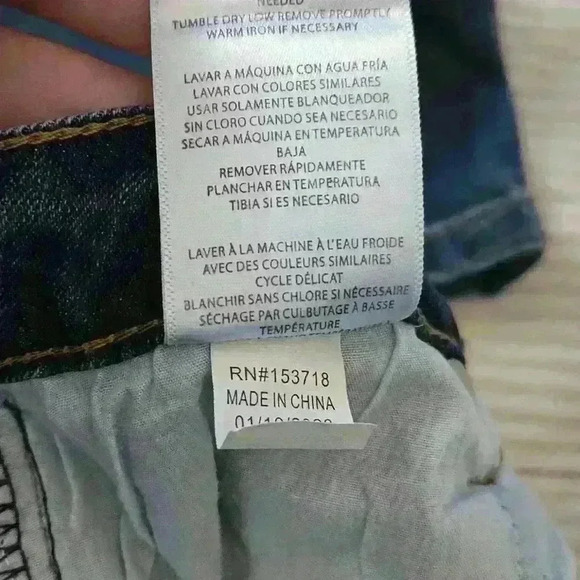 NEEDED
TUMBLE DRY LOW REMOVE PROMPTLY
WARM IRON IF NECESSARY
LAVAR A MÁQUINA CON AGUA FRÍA
LAVAR CON COLORES SIMILARES
USAR SOLAMENTE BLANQUEADOR
SIN CLORO CUANDO SEA NECESARIO
SECAR A MÁQUINA EN TEMPERATURA
BAJA
REMOVER RÁPIDAMENTE
PLANCHAR EN TEMPERATURA
TIBIA SI ES NECESARIO
LAVER À LA MACHINE À L'EAU FROIDE
AVEC DES COULEURS SIMILAIRES
CYCLE DÉLICAT
BLANCHIR SANS CHLORE SI NÉCESSAIRE
SÉCHAGE PAR CULBUTAGE À BASSE
TEMPÉRATURE
RN#153718
MADE IN CHINA